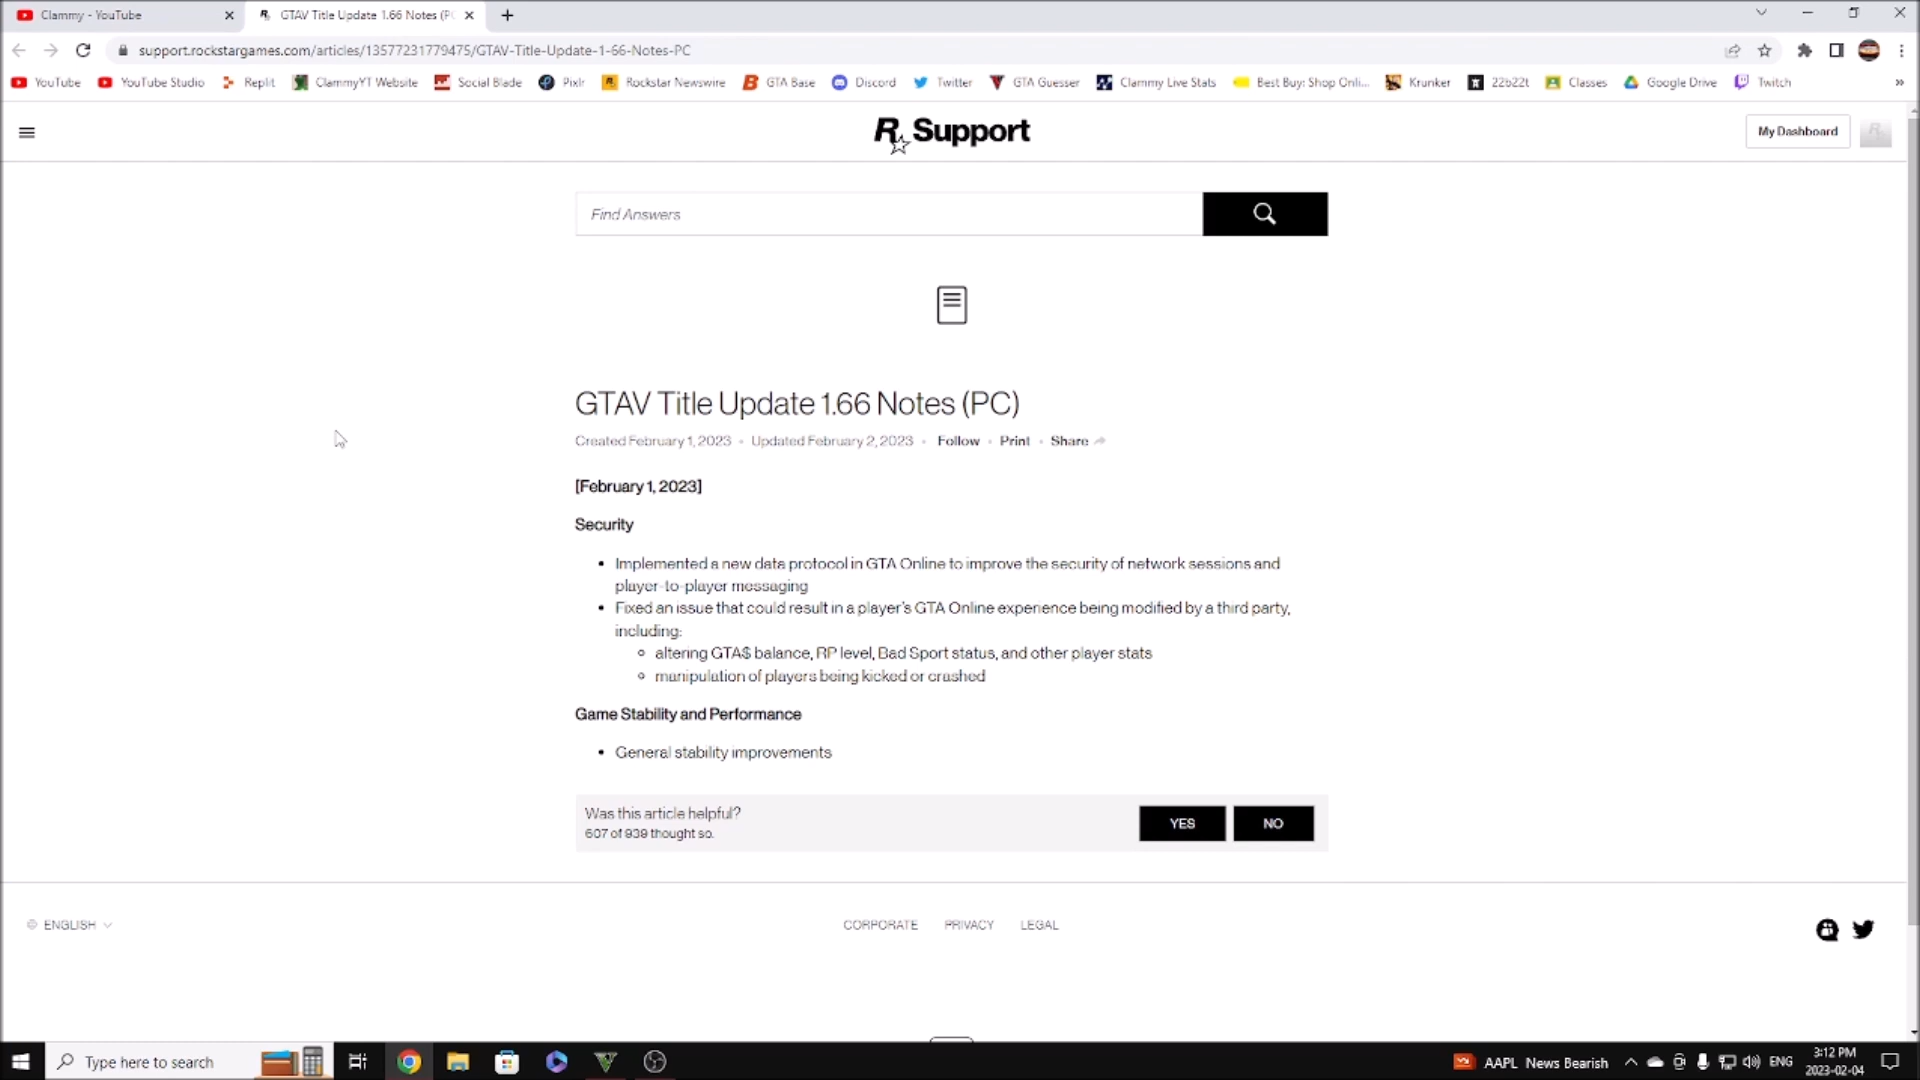 Clammy - YouTube
GTAV Title Update 1.66 Notes (PC
support.rockstargames.com/articles/13577231779475/GTAV-Title-Update-1-66-Notes-PC
YouTube YouTube Studio Replit ClammyYT Website Social Blade Pixlr Rockstar Newswire GTA Base Discord Twitter GTA Guesser Clammy Live Stats Best Buy: Shop Onli... Krunker 22b22t Classes Google Drive Twitch »
R Support
My Dashboard
Find Answers
GTAV Title Update 1.66 Notes (PC)
Created February 1, 2023 • Updated February 2, 2023 • Follow • Print • Share
[February 1, 2023]
Security
• Implemented a new data protocol in GTA Online to improve the security of network sessions and
player-to-player messaging
• Fixed an issue that could result in a player's GTA Online experience being modified by a third party,
including:
◦ altering GTA$ balance, RP level, Bad Sport status, and other player stats
◦ manipulation of players being kicked or crashed
Game Stability and Performance
• General stability improvements
Was this article helpful?
607 of 939 thought so.
YES NO
ENGLISH
CORPORATE PRIVACY LEGAL
Type here to search
AAPL News Bearish
ENG
3:12 PM
2023-02-04